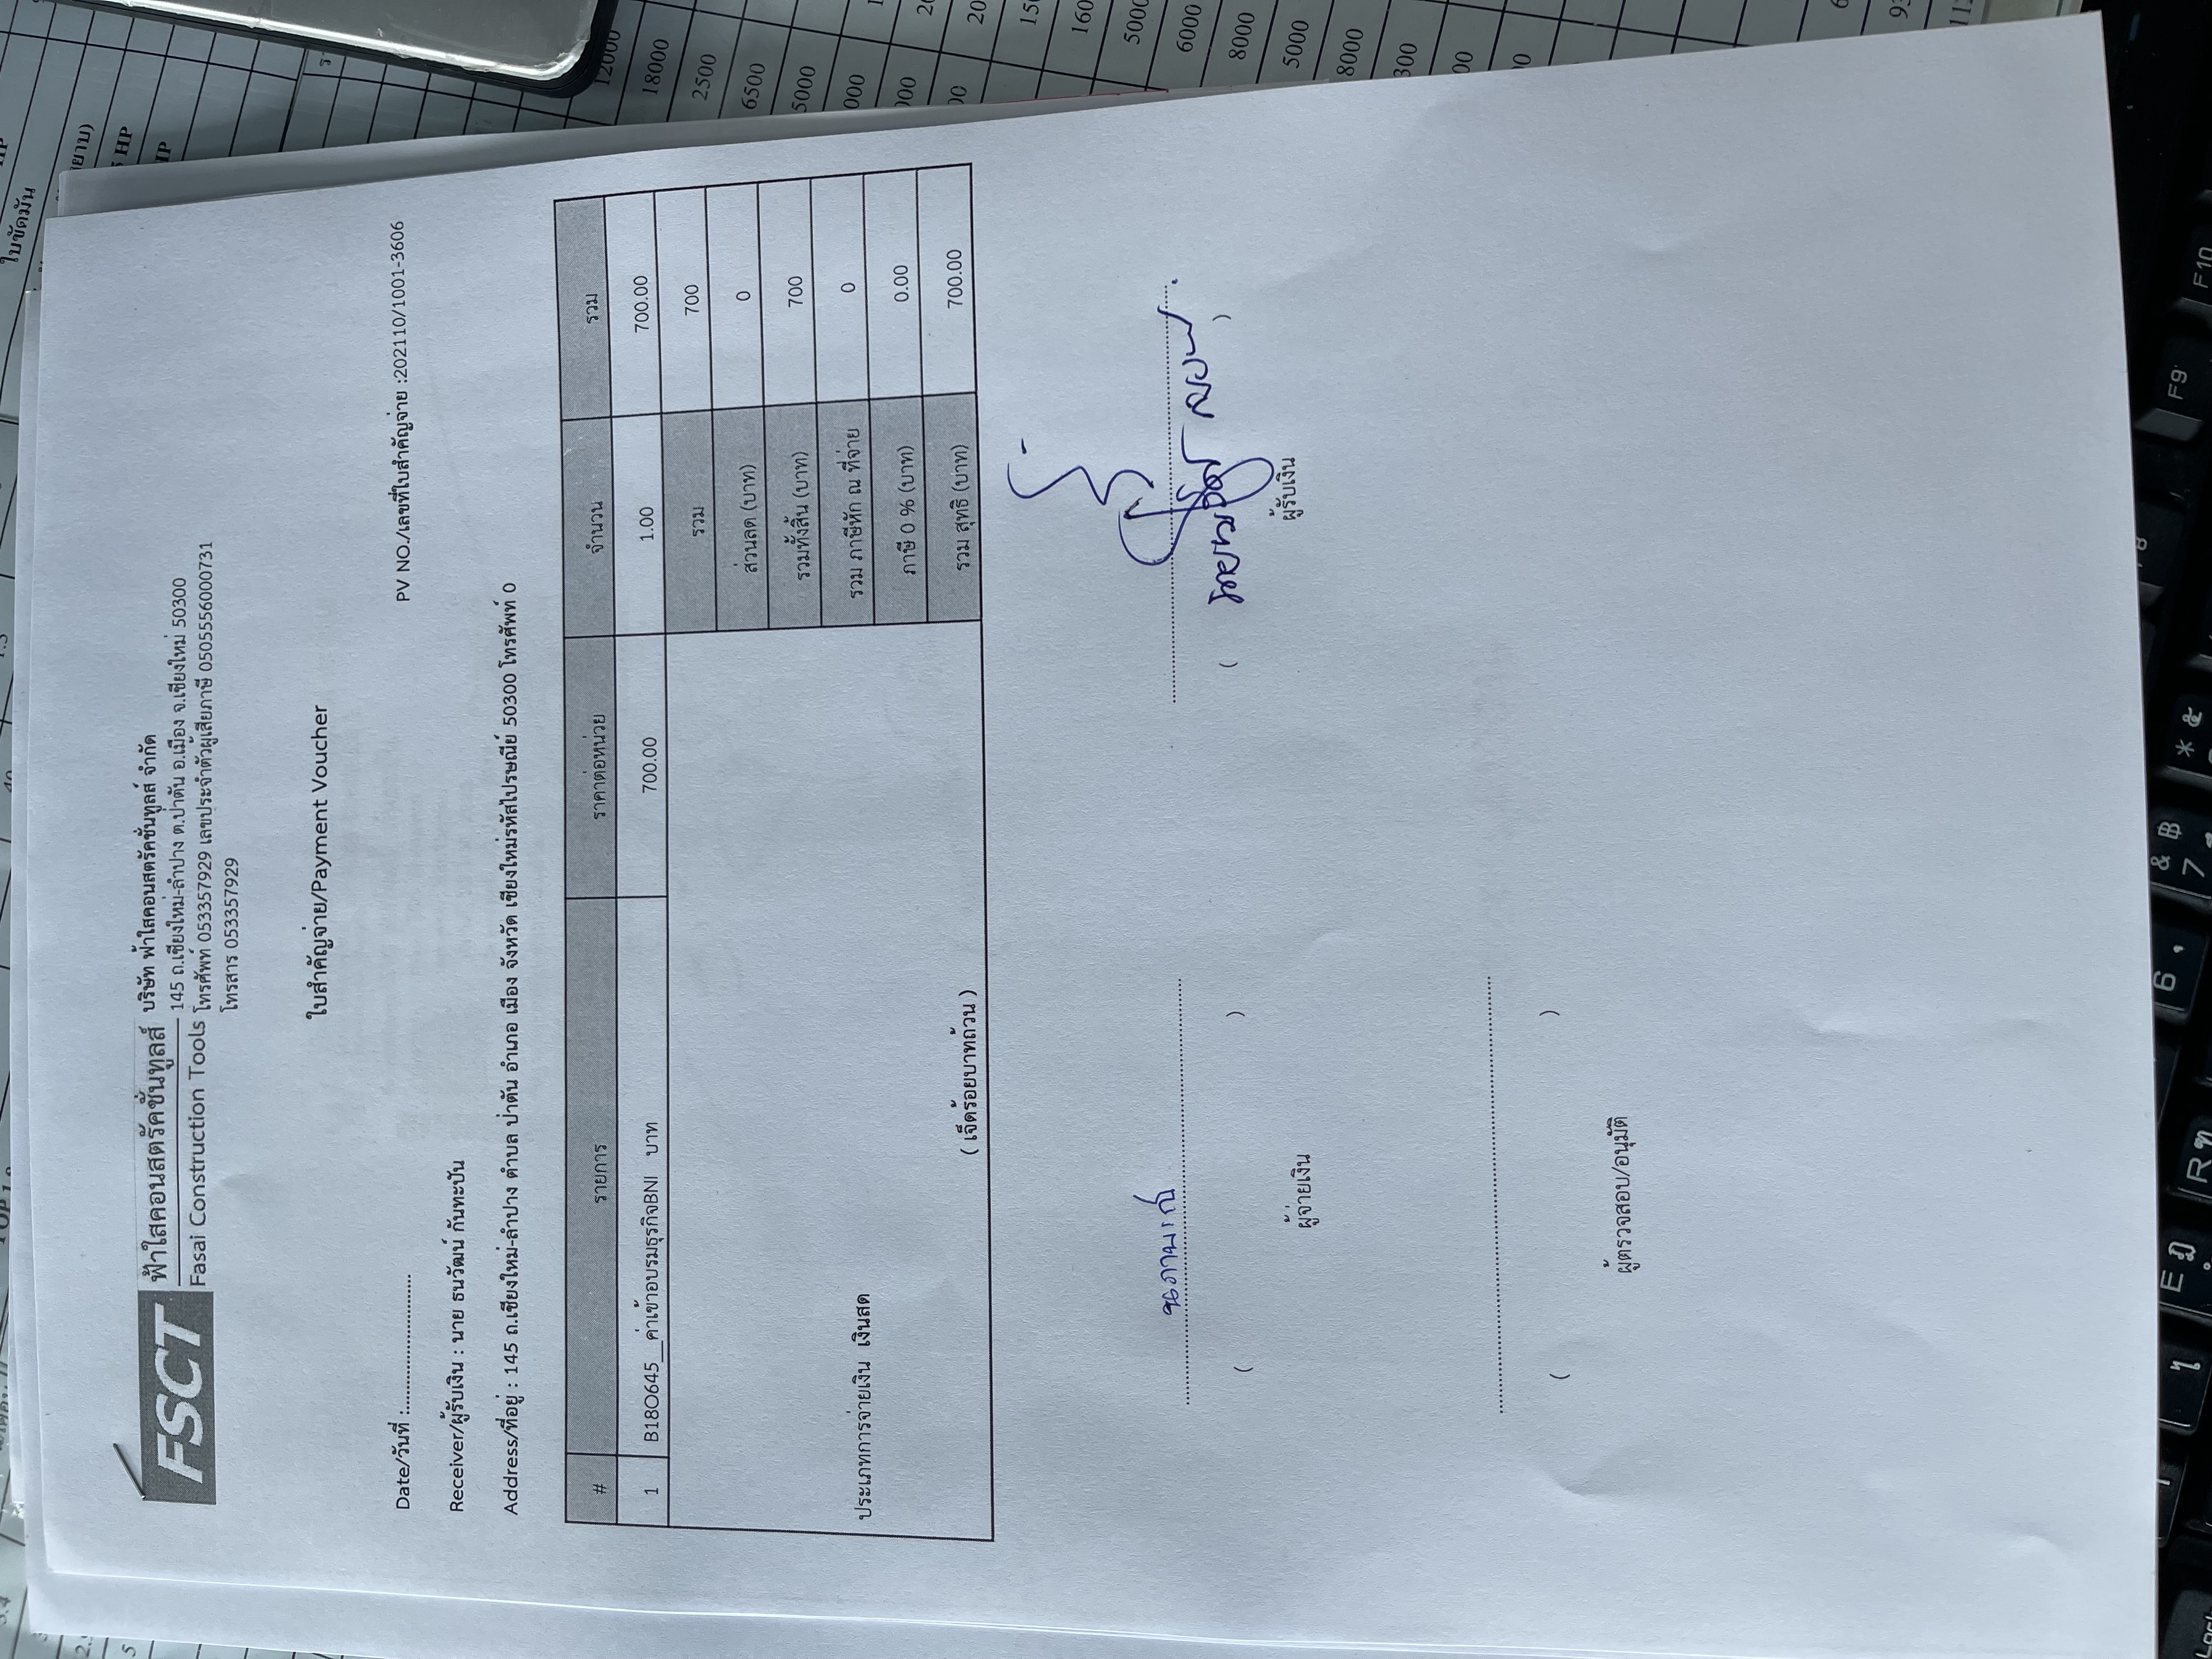 FSCT
ฟ้าใสคอนสตรัคชั่นทูลส์
Fasai Construction Tools
บริษัท ฟ้าใสคอนสตรัคชั่นทูลส์ จำกัด
145 ถ.เชียงใหม่-ลำปาง ต.ป่าตัน อ.เมือง จ.เชียงใหม่ 50300
โทรศัพท์ 053357929 เลขประจำตัวผู้เสียภาษี 0505556000731
โทรสาร 053357929
ใบสำคัญจ่าย/Payment Voucher
Date/วันที่ :...........................
PV NO./เลขที่ใบสำคัญจ่าย :202110/1001-3606
Receiver/ผู้รับเงิน : นาย ธนวัฒน์ กันทะปัน
Address/ที่อยู่ : 145 ถ.เชียงใหม่-ลำปาง ตำบล ป่าตัน อำเภอ เมือง จังหวัด เชียงใหม่รหัสไปรษณีย์ 50300 โทรศัพท์ 0
# รายการ ราคาต่อหน่วย จำนวน รวม
1 B18O645__ค่าเข้าอบรมธุรกิจBNI บาท 700.00 1.00 700.00
รวม 700
ส่วนลด (บาท) 0
รวมทั้งสิ้น (บาท) 700
รวม ภาษีหัก ณ ที่จ่าย 0
ประเภทการจ่ายเงิน เงินสด
ภาษี 0 % (บาท) 0.00
( เจ็ดร้อยบาทถ้วน )
รวม สุทธิ (บาท) 700.00
( )
( )
ผู้จ่ายเงิน
ผู้รับเงิน
( )
ผู้ตรวจสอบ/อนุมัติ
ใบขัดมัน
12000
18000
2500
6500
5000
6000
8000
5000
8000
F9
F10